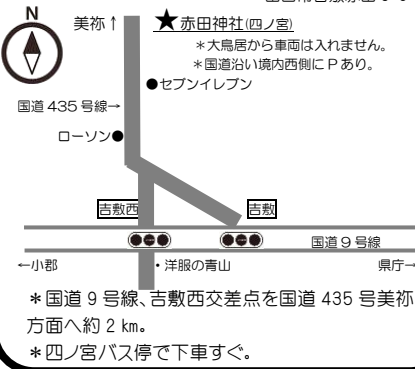 N
美祢↑
★赤田神社(四ノ宮)
＊大鳥居から車両は入れません。
＊国道沿い境内西側にＰあり。
●セブンイレブン
国道435号線→
ローソン●
吉敷西
吉敷
国道９号線
←小郡
・洋服の青山
県庁→
＊国道９号線、吉敷西交差点を国道435号美祢
方面へ約２㎞。
＊四ノ宮バス停で下車すぐ。